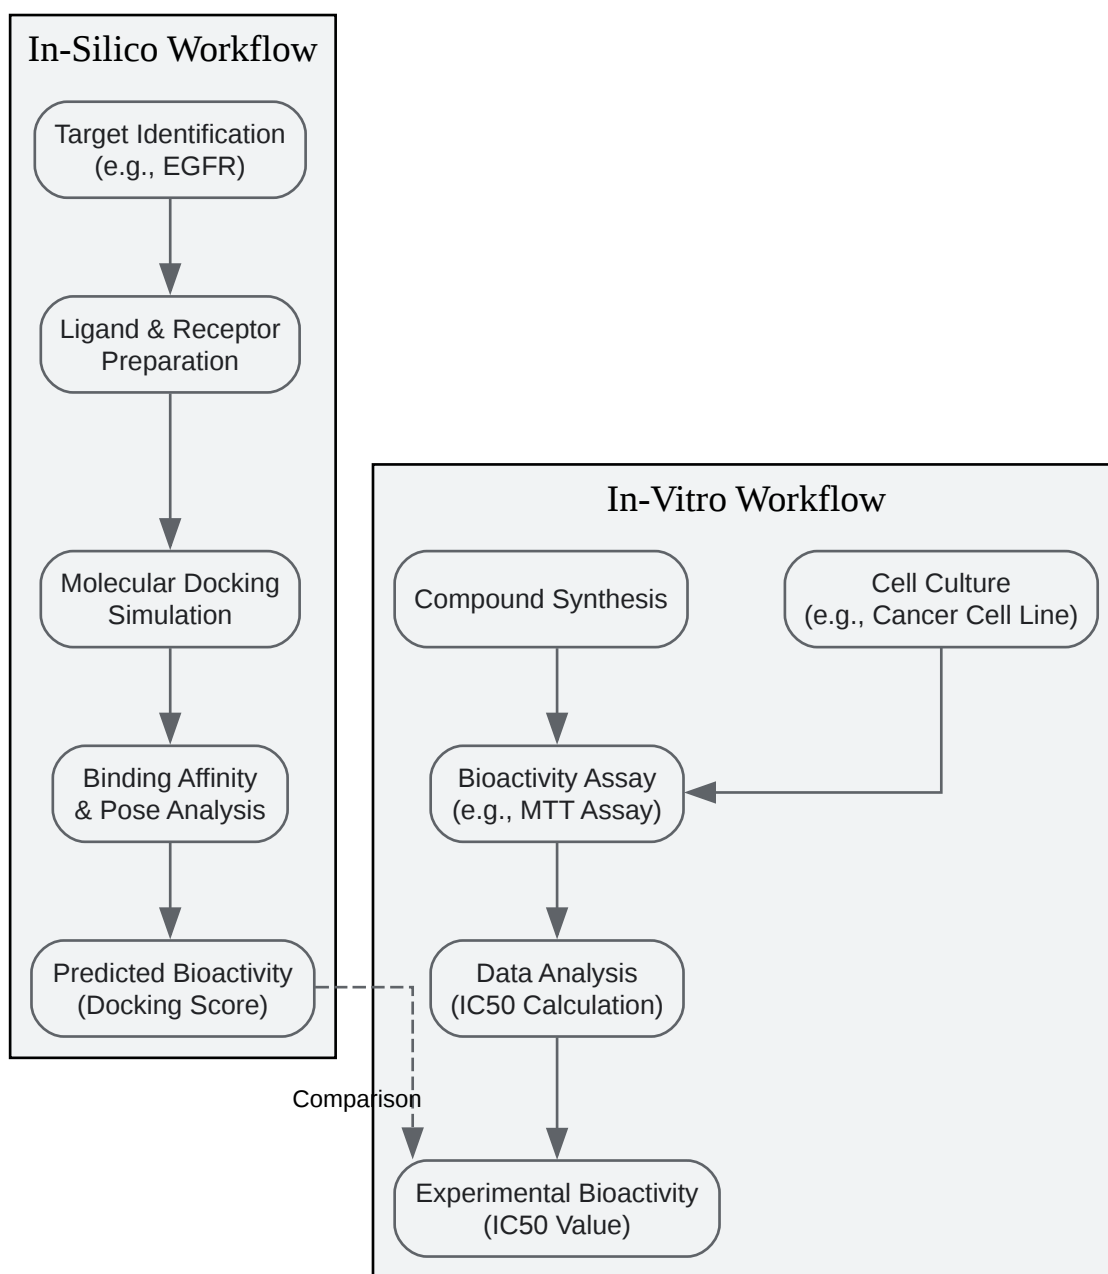 In-Silico Workflow
Target Identification
(e.g., EGFR)
Ligand & Receptor
Preparation
Molecular Docking
Simulation
Binding Affinity
& Pose Analysis
Predicted Bioactivity
(Docking Score)
Comparison
In-Vitro Workflow
Compound Synthesis
Cell Culture
(e.g., Cancer Cell Line)
Bioactivity Assay
(e.g., MTT Assay)
Data Analysis
(IC50 Calculation)
Experimental Bioactivity
(IC50 Value)